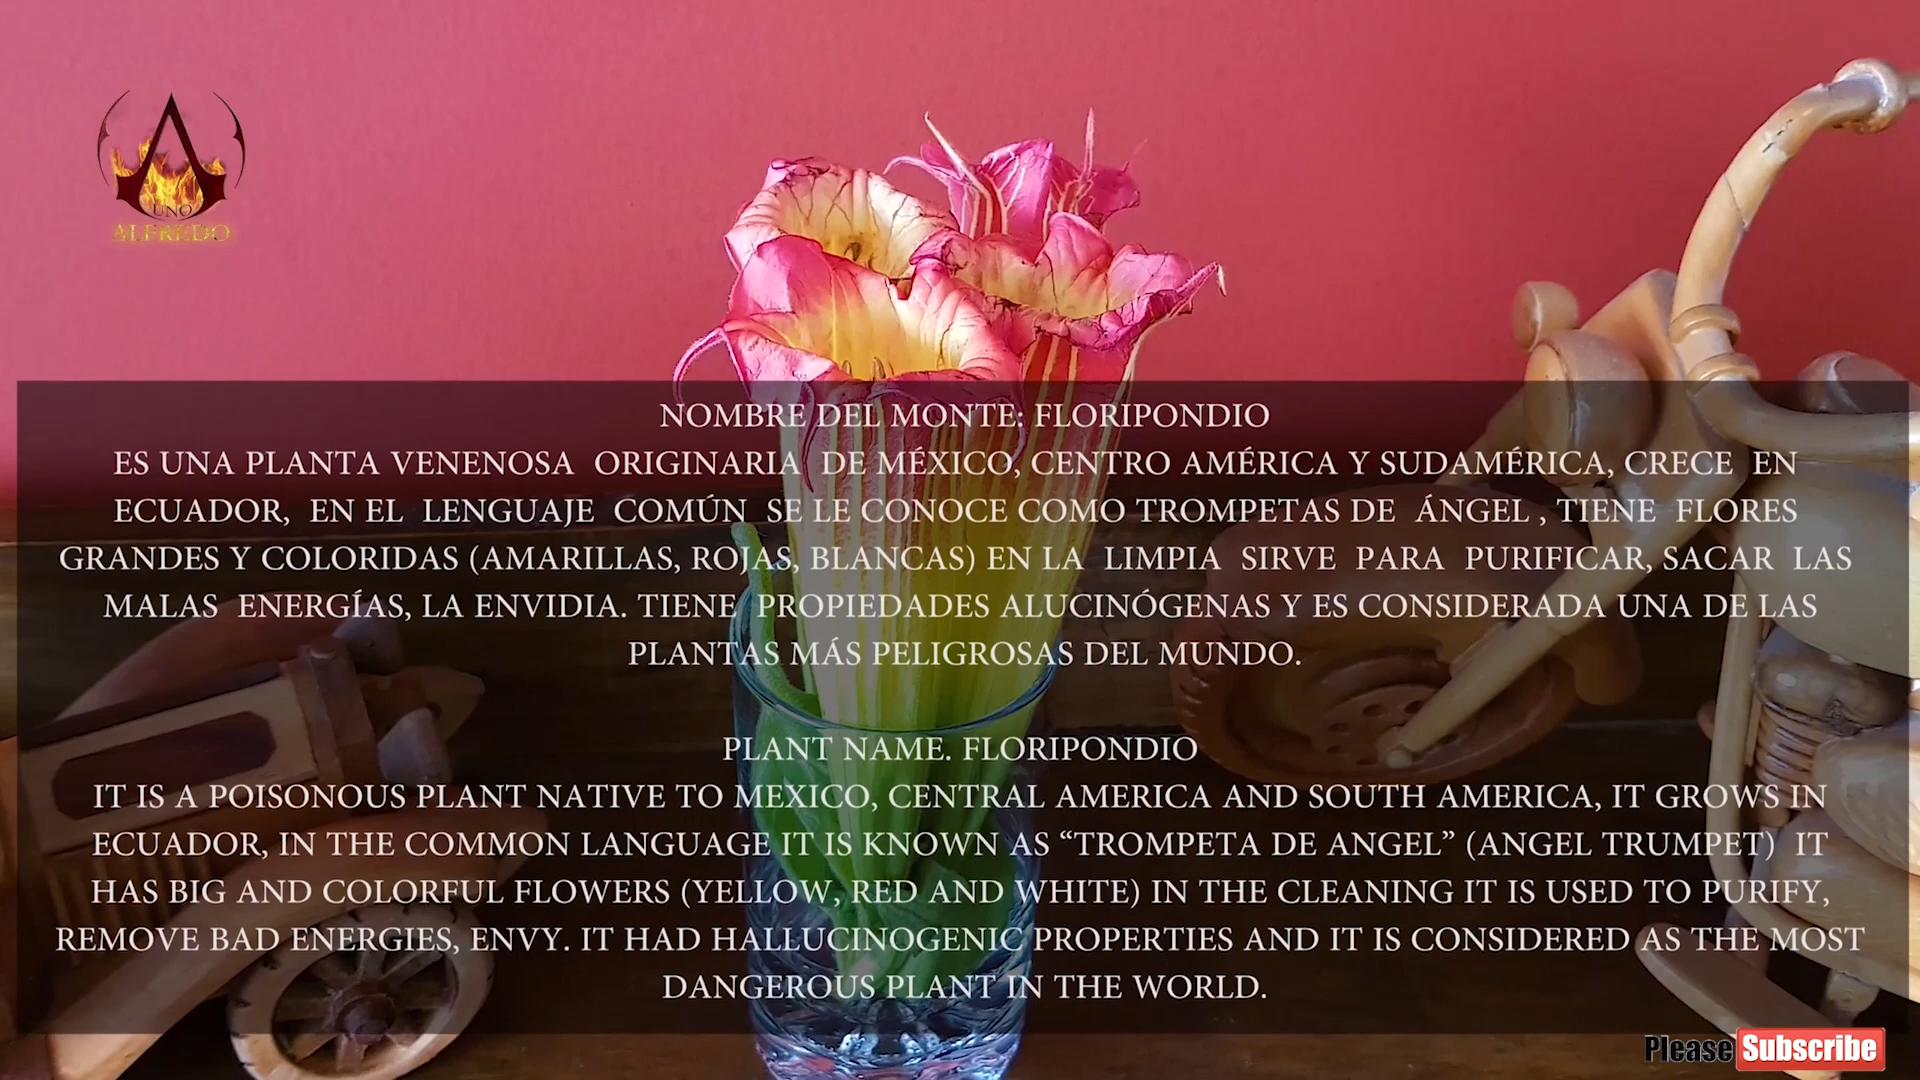 UNO
ALFREDO
NOMBRE DEL MONTE: FLORIPONDIO
ES UNA PLANTA VENENOSA ORIGINARIA DE MÉXICO, CENTRO AMÉRICA Y SUDAMÉRICA, CRECE EN
ECUADOR, EN EL LENGUAJE COMÚN SE LE CONOCE COMO TROMPETAS DE ÁNGEL , TIENE FLORES
GRANDES Y COLORIDAS (AMARILLAS, ROJAS, BLANCAS) EN LA LIMPIA SIRVE PARA PURIFICAR, SACAR LAS
MALAS ENERGÍAS, LA ENVIDIA. TIENE PROPIEDADES ALUCINÓGENAS Y ES CONSIDERADA UNA DE LAS
PLANTAS MÁS PELIGROSAS DEL MUNDO.
PLANT NAME. FLORIPONDIO
IT IS A POISONOUS PLANT NATIVE TO MEXICO, CENTRAL AMERICA AND SOUTH AMERICA, IT GROWS IN
ECUADOR, IN THE COMMON LANGUAGE IT IS KNOWN AS “TROMPETA DE ANGEL” (ANGEL TRUMPET) IT
HAS BIG AND COLORFUL FLOWERS (YELLOW, RED AND WHITE) IN THE CLEANING IT IS USED TO PURIFY,
REMOVE BAD ENERGIES, ENVY. IT HAD HALLUCINOGENIC PROPERTIES AND IT IS CONSIDERED AS THE MOST
DANGEROUS PLANT IN THE WORLD.
Please Subscribe